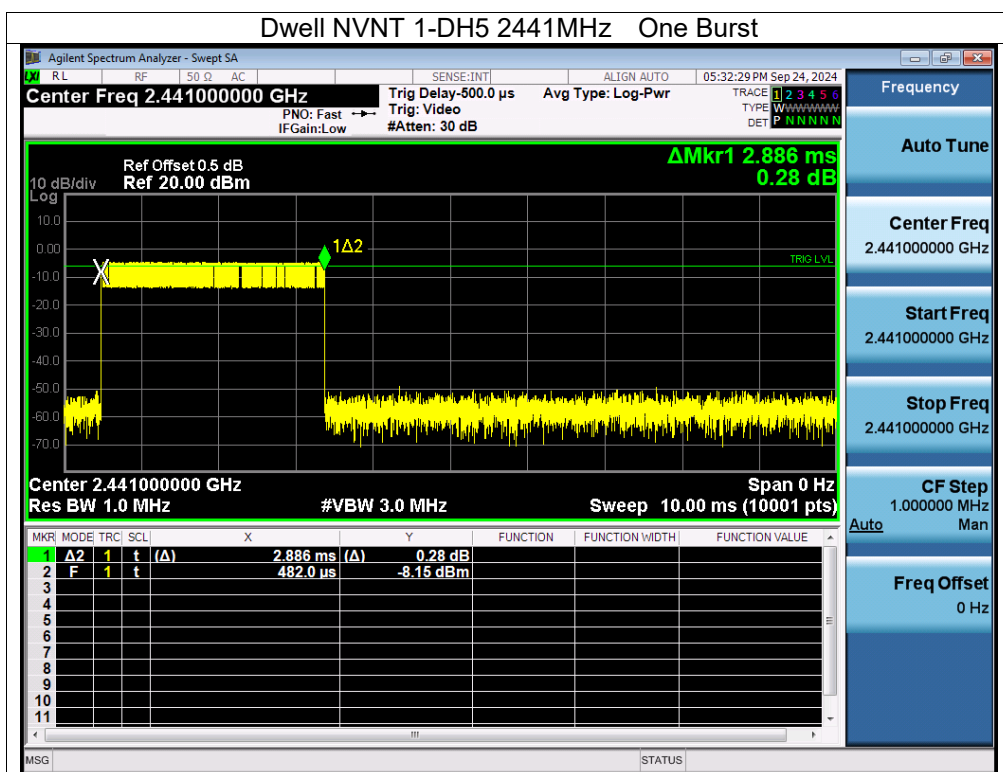 Dwell NVNT 1-DH5 2441MHz One Burst
Agilent Spectrum Analyzer - Swept SA
LXI RL RF 50 Ω AC SENSE:INT ALIGN AUTO 05:32:29 PM Sep 24, 2024
Center Freq 2.441000000 GHz Trig Delay-500.0 µs Avg Type: Log-Pwr TRACE 1 2 3 4 5 6
PNO: Fast Trig: Video TYPE WWWWWW
IFGain:Low #Atten: 30 dB DET P N N N N N
Frequency
Auto Tune
Center Freq
2.441000000 GHz
Start Freq
2.441000000 GHz
Stop Freq
2.441000000 GHz
CF Step
1.000000 MHz
Auto Man
Freq Offset
0 Hz
ΔMkr1 2.886 ms
0.28 dB
Ref Offset 0.5 dB
10 dB/div Ref 20.00 dBm
Log
10.0
0.00
-10.0
-20.0
-30.0
-40.0
-50.0
-60.0
-70.0
1Δ2
TRIG LVL
X
Center 2.441000000 GHz Span 0 Hz
Res BW 1.0 MHz #VBW 3.0 MHz Sweep 10.00 ms (10001 pts)
MKR MODE TRC SCL X Y FUNCTION FUNCTION WIDTH FUNCTION VALUE
1 Δ2 1 t (Δ) 2.886 ms (Δ) 0.28 dB
2 F 1 t 482.0 µs -8.15 dBm
3
4
5
6
7
8
9
10
11
MSG STATUS